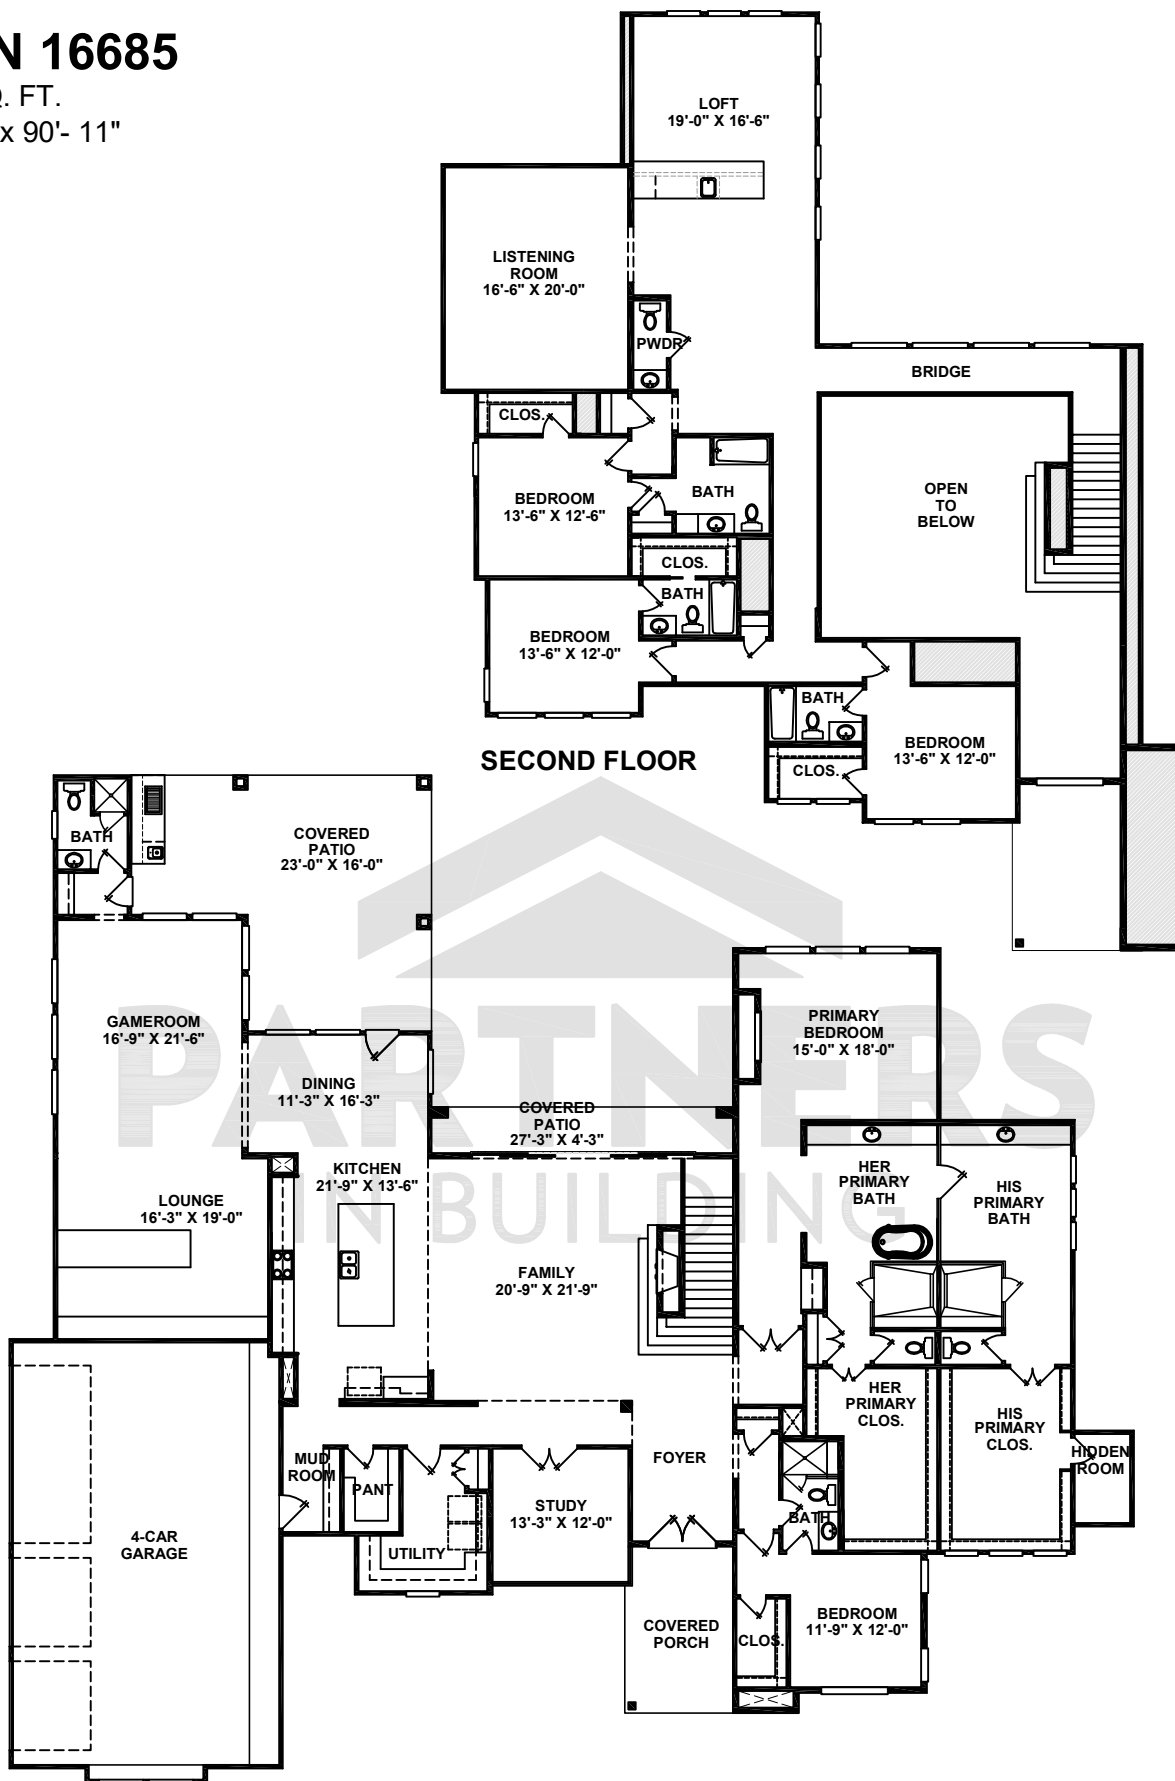 N 16685
Q. FT.
x 90'- 11"
LOFT
19'-0" X 16'-6"
LISTENING
ROOM
16'-6" X 20'-0"
PWDR
BRIDGE
CLOS.
BEDROOM
13'-6" X 12'-6"
BATH
OPEN
TO
BELOW
CLOS.
BATH
BEDROOM
13'-6" X 12'-0"
BATH
BEDROOM
13'-6" X 12'-0"
CLOS.
SECOND FLOOR
BATH
COVERED
PATIO
23'-0" X 16'-0"
GAMEROOM
16'-9" X 21'-6"
PRIMARY
BEDROOM
15'-0" X 18'-0"
PARTNERS
IN BUILDING
DINING
11'-3" X 16'-3"
COVERED
PATIO
27'-3" X 4'-3"
KITCHEN
21'-9" X 13'-6"
LOUNGE
16'-3" X 19'-0"
HER
PRIMARY
BATH
HIS
PRIMARY
BATH
FAMILY
20'-9" X 21'-9"
HER
PRIMARY
CLOS.
HIS
PRIMARY
CLOS.
HIDDEN
ROOM
MUD
ROOM
PANT
FOYER
STUDY
13'-3" X 12'-0"
BATH
4-CAR
GARAGE
UTILITY
COVERED
PORCH
CLOS.
BEDROOM
11'-9" X 12'-0"